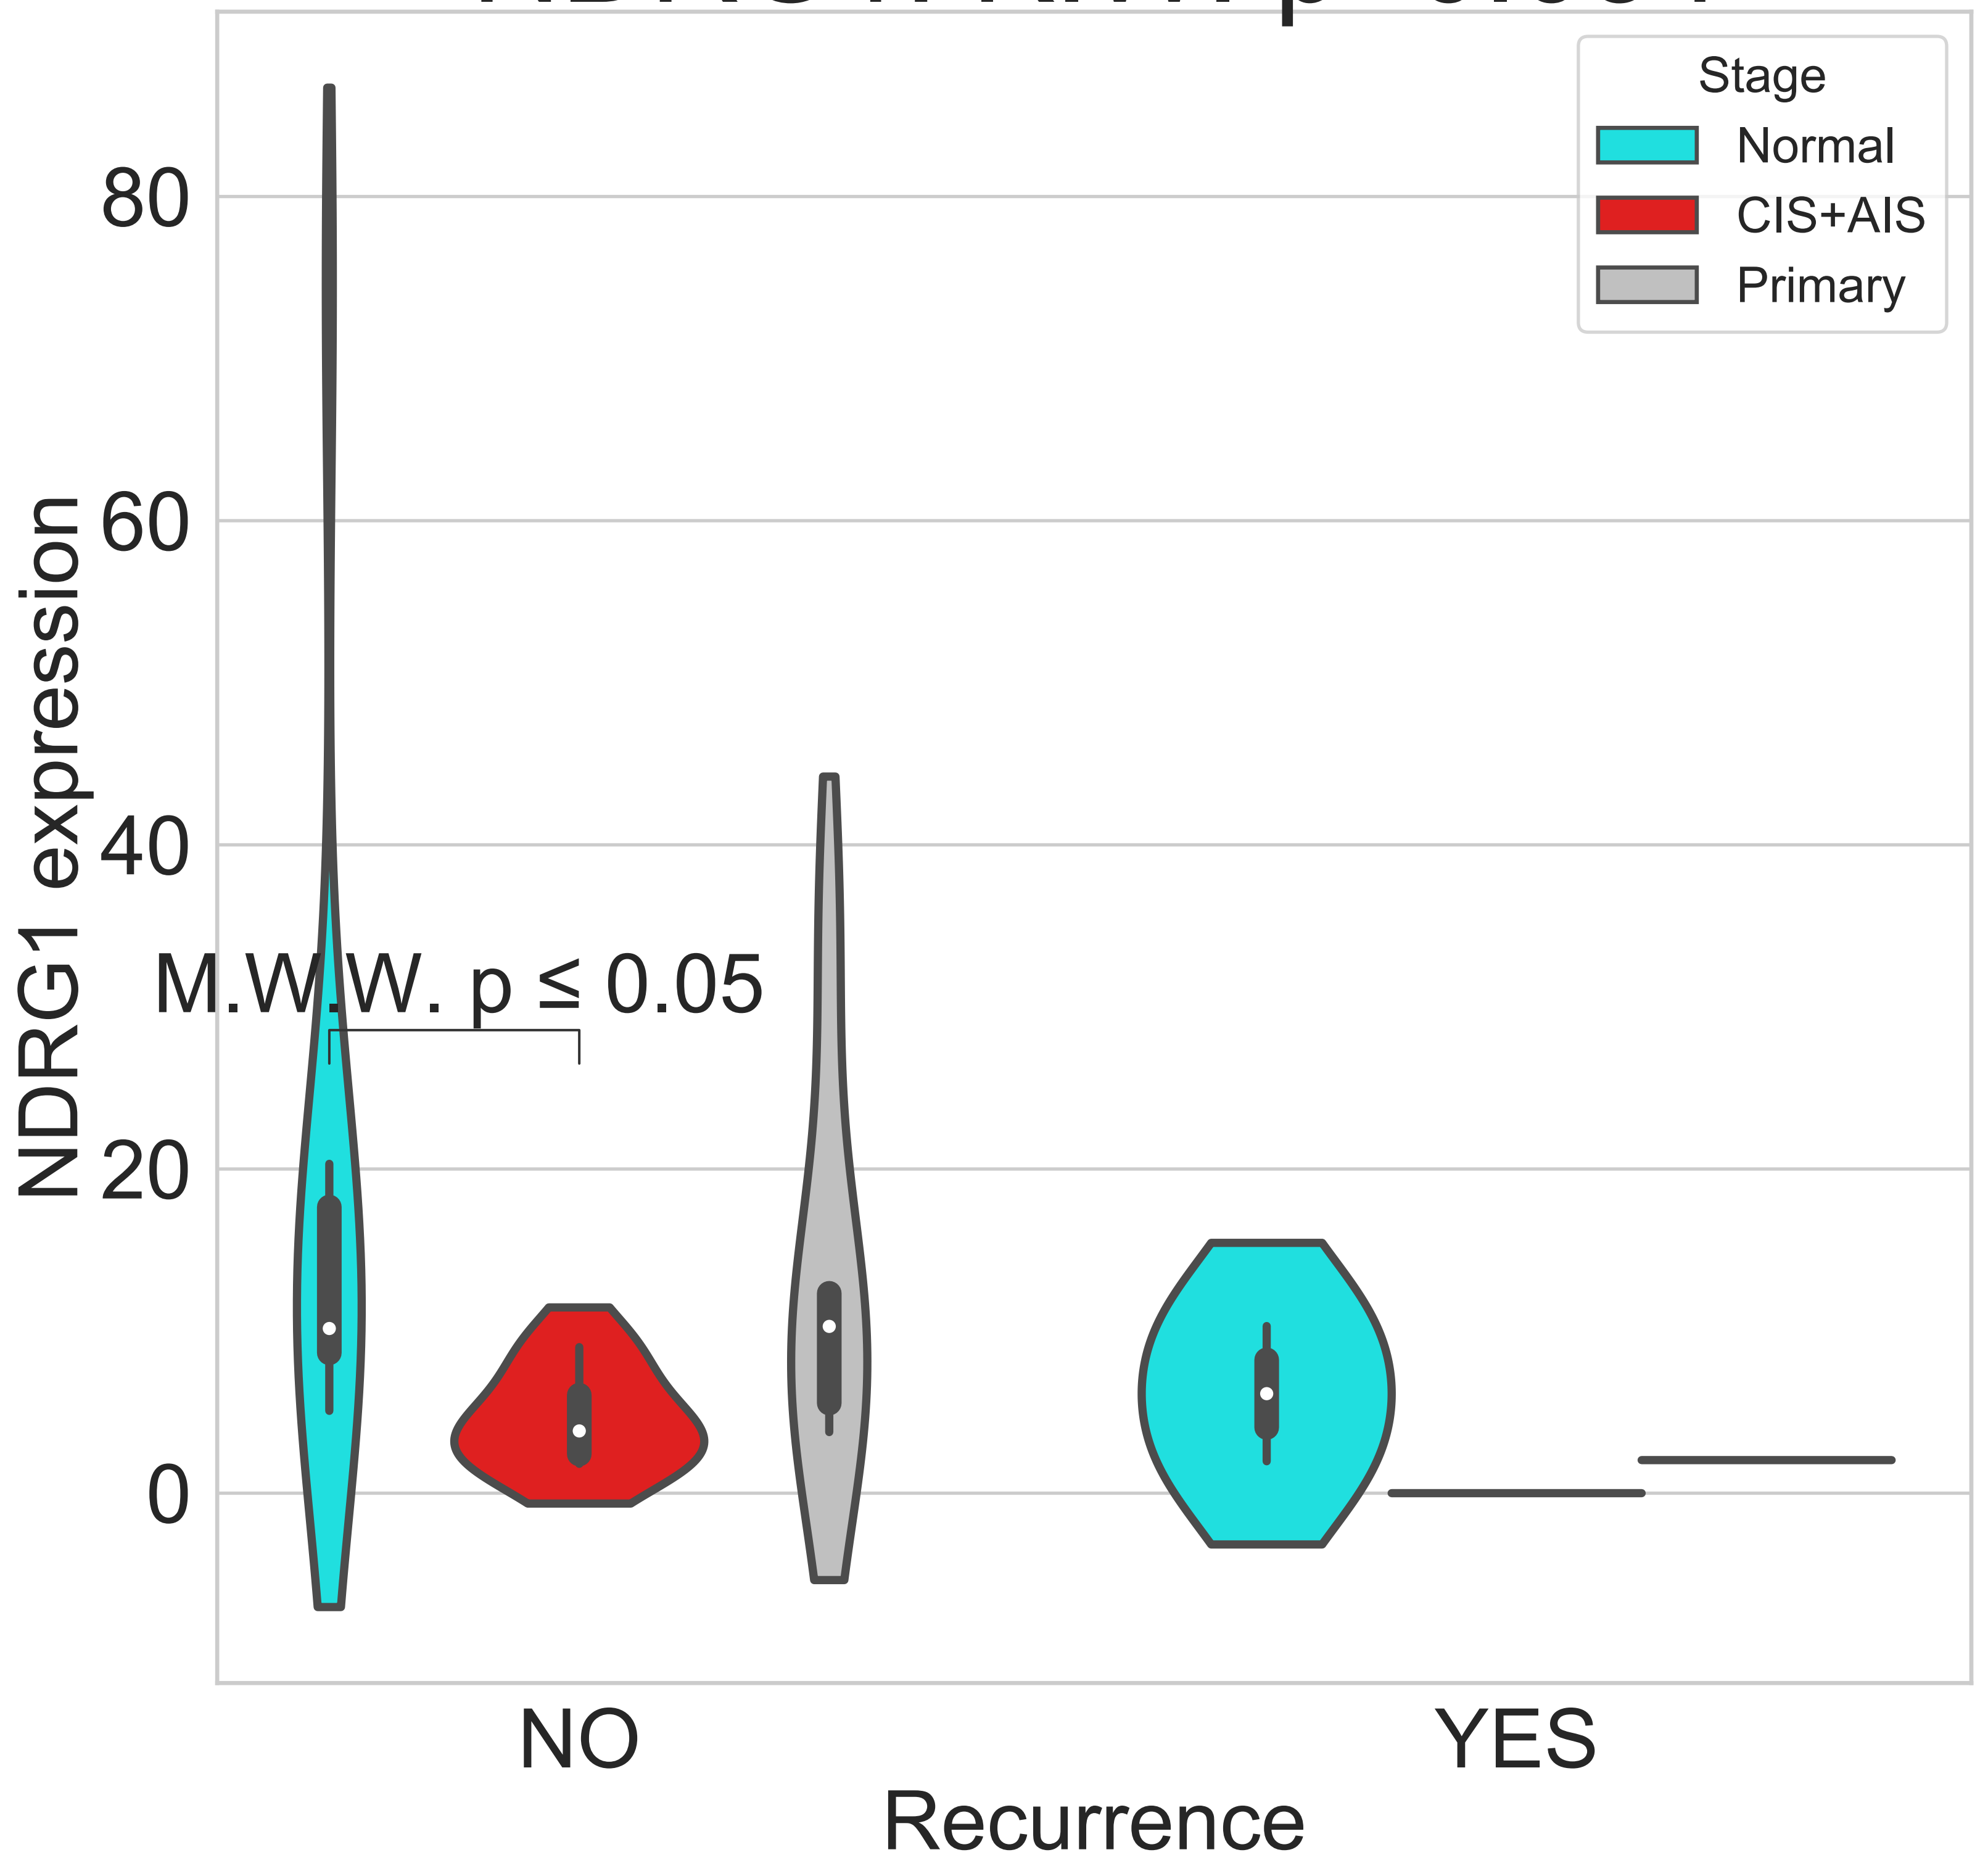 Stage
Normal
CIS+AIS
Primary
80
60
40
20
0
NDRG1 expression
M.W.W. p ≤ 0.05
NO
YES
Recurrence